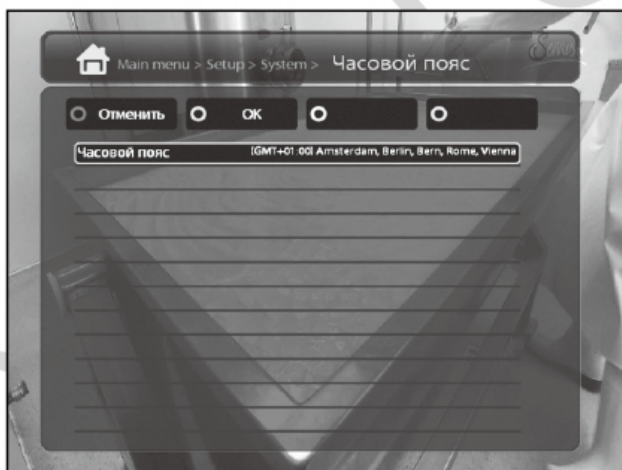 Main menu > Setup > System > Часовой пояс
Отменить OK
Часовой пояс [GMT+01:00] Amsterdam, Berlin, Bern, Rome, Vienna